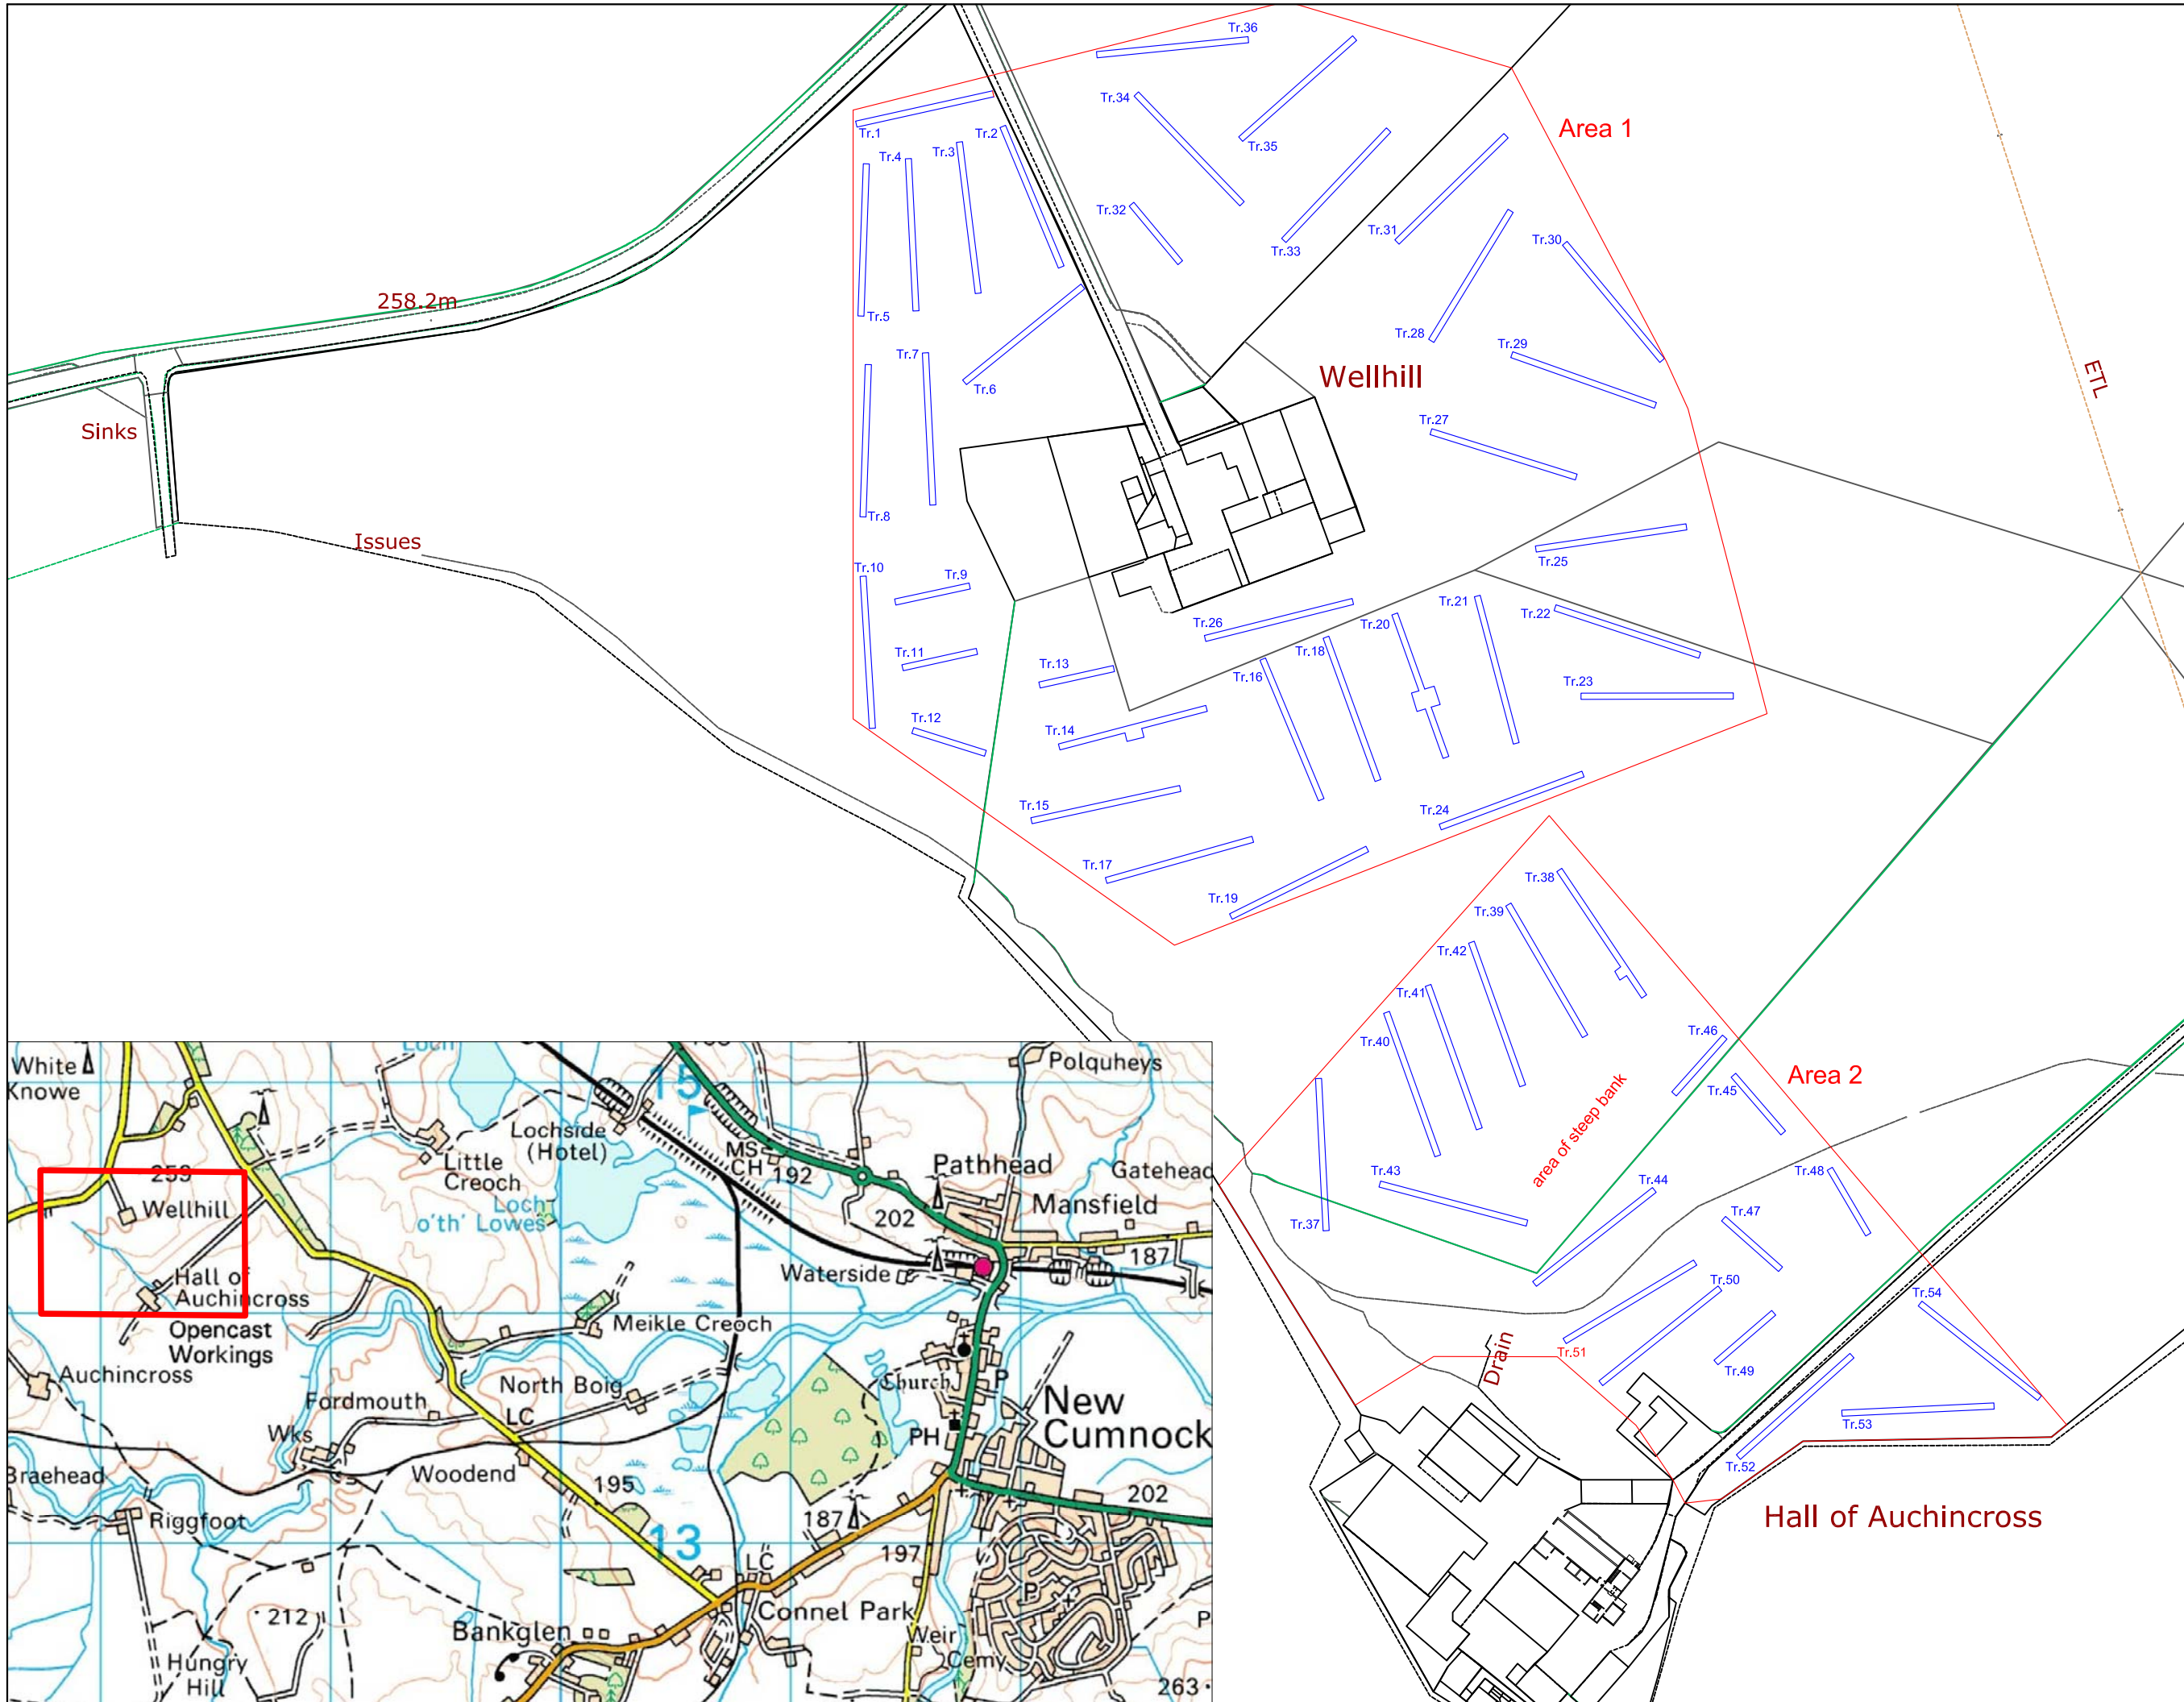 Tr.36
Tr.34
Tr.35
Area 1
Tr.1
Tr.2
Tr.3
Tr.4
Tr.32
Tr.33
Tr.31
Tr.30
258.2m
Tr.5
Tr.28
Tr.29
Tr.7
Tr.6
Wellhill
ETL
Sinks
Tr.27
Tr.8
Issues
Tr.25
Tr.10
Tr.9
Tr.21
Tr.22
Tr.26
Tr.20
Tr.11
Tr.18
Tr.13
Tr.16
Tr.23
Tr.12
Tr.14
Tr.15
Tr.24
Tr.17
Tr.19
Tr.38
Tr.39
Tr.42
Tr.41
Tr.46
Tr.40
Area 2
Tr.45
area of steep bank
Tr.43
Tr.44
Tr.48
Tr.37
Tr.47
Tr.50
Tr.54
Drain
Tr.51
Tr.49
Tr.53
Tr.52
Hall of Auchincross
White
Knowe
Loch
15
Polquheys
Lochside
(Hotel)
MS
CH
192
Little
Creoch
Pathhead
Gatehead
259
Wellhill
Loch
o'th' Lowes
Mansfield
202
187
Waterside
Hall of
Auchincross
Opencast
Workings
Meikle Creoch
Auchincross
North Boig
Church
P
New
Cumnock
Fordmouth
LC
Wks
PH
Braehead
Woodend
195
202
Riggfoot
187
13
197
LC
P
212
Connel Park
P
Bankglen
Weir
Cemy
Hungry
Hill
263